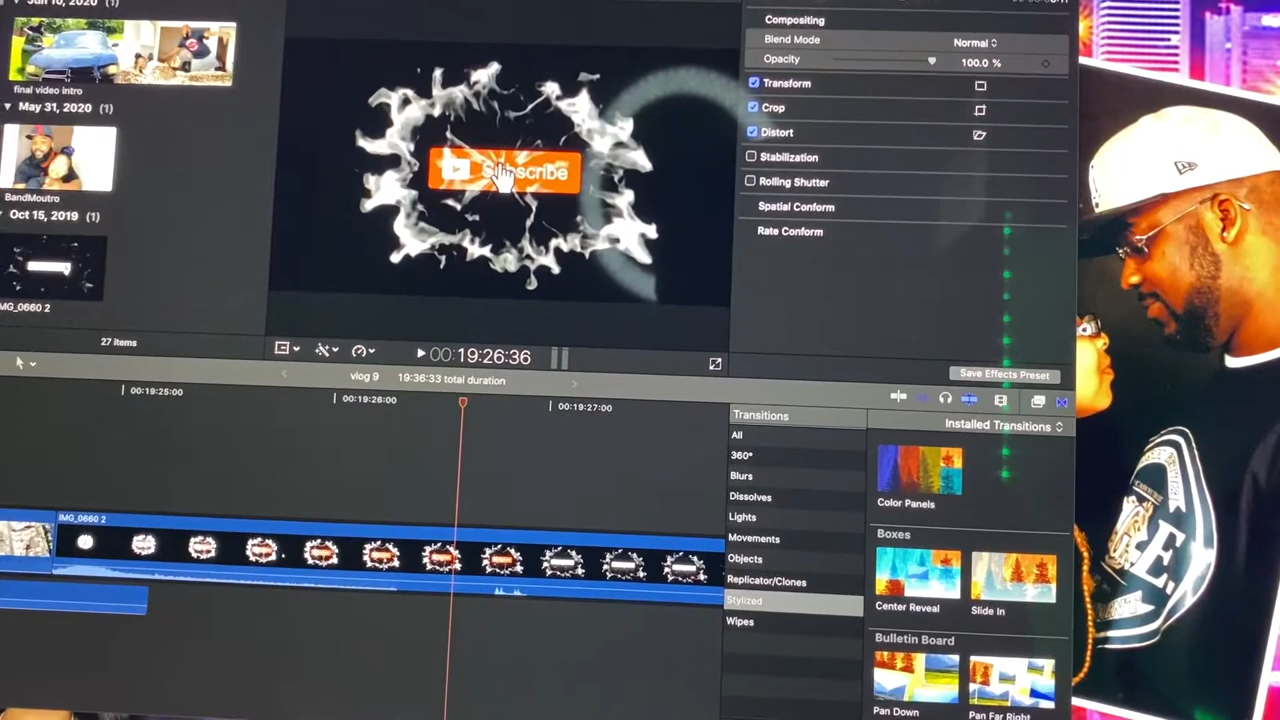 Jun 10, 2020 (1)
final video intro
May 31, 2020 (1)
BandMoutro
Oct 15, 2019 (1)
IMG_0660 2
27 items
Subscribe
00:19:26:36
vlog 9
19:36:33 total duration
Compositing
Blend Mode
Normal
Opacity
100.0 %
Transform
Crop
Distort
Stabilization
Rolling Shutter
Spatial Conform
Rate Conform
Save Effects Preset
00:19:25:00
00:19:26:00
00:19:27:00
IMG_0660 2
Transitions
All
360°
Blurs
Dissolves
Lights
Movements
Objects
Replicator/Clones
Stylized
Wipes
Installed Transitions
Color Panels
Boxes
Center Reveal
Slide In
Bulletin Board
Pan Down
Pan Far Right